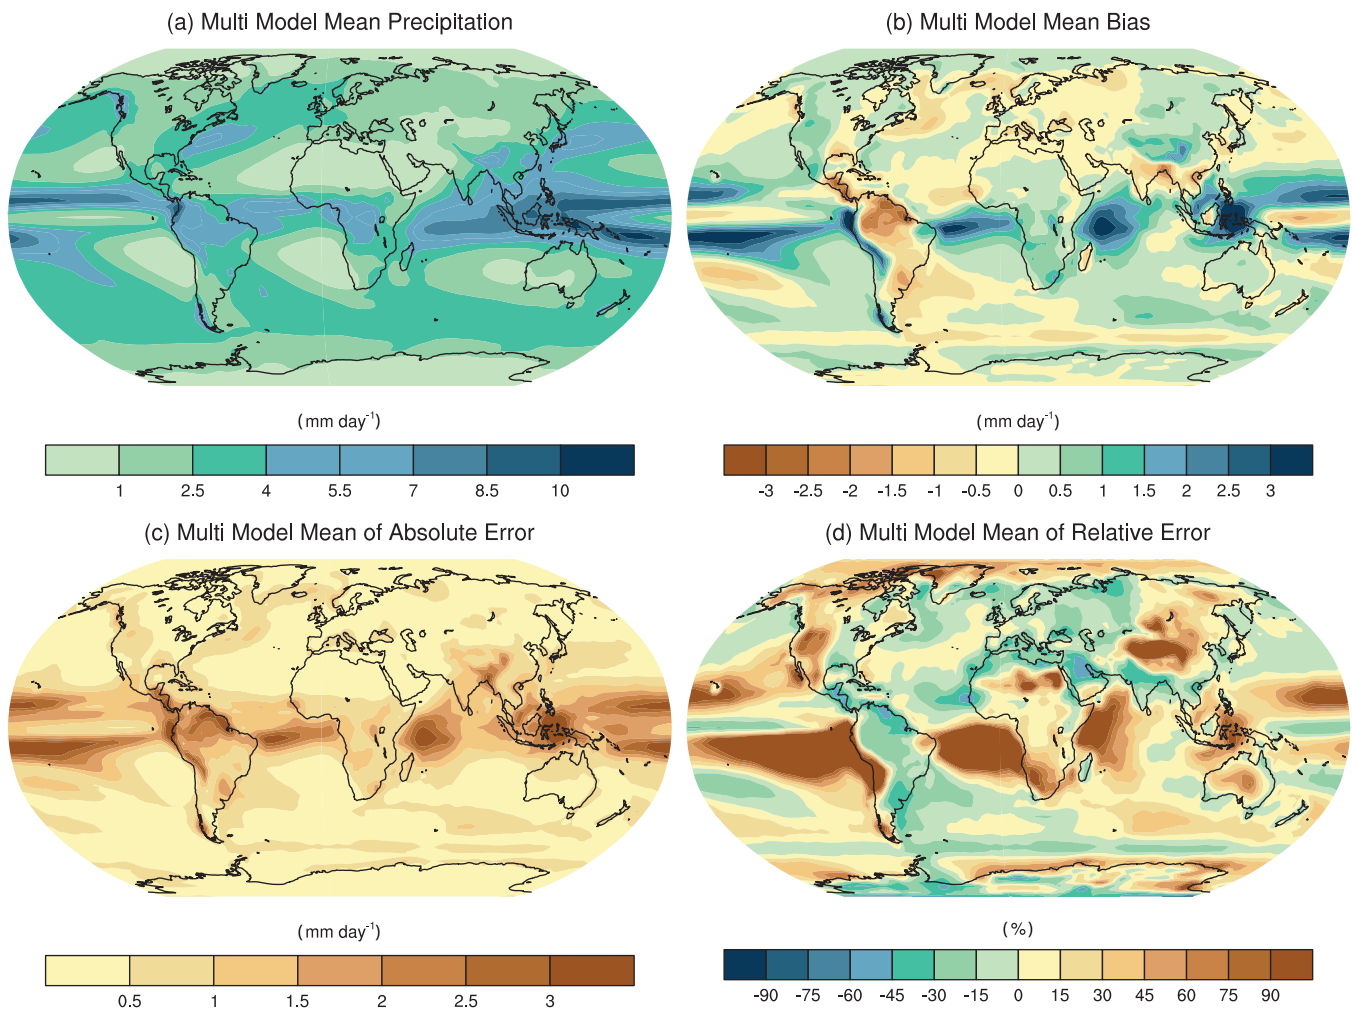 (a) Multi Model Mean Precipitation
(b) Multi Model Mean Bias
(mm day⁻¹)
1 2.5 4 5.5 7 8.5 10
(mm day⁻¹)
-3 -2.5 -2 -1.5 -1 -0.5 0 0.5 1 1.5 2 2.5 3
(c) Multi Model Mean of Absolute Error
(d) Multi Model Mean of Relative Error
(mm day⁻¹)
0.5 1 1.5 2 2.5 3
(%)
-90 -75 -60 -45 -30 -15 0 15 30 45 60 75 90